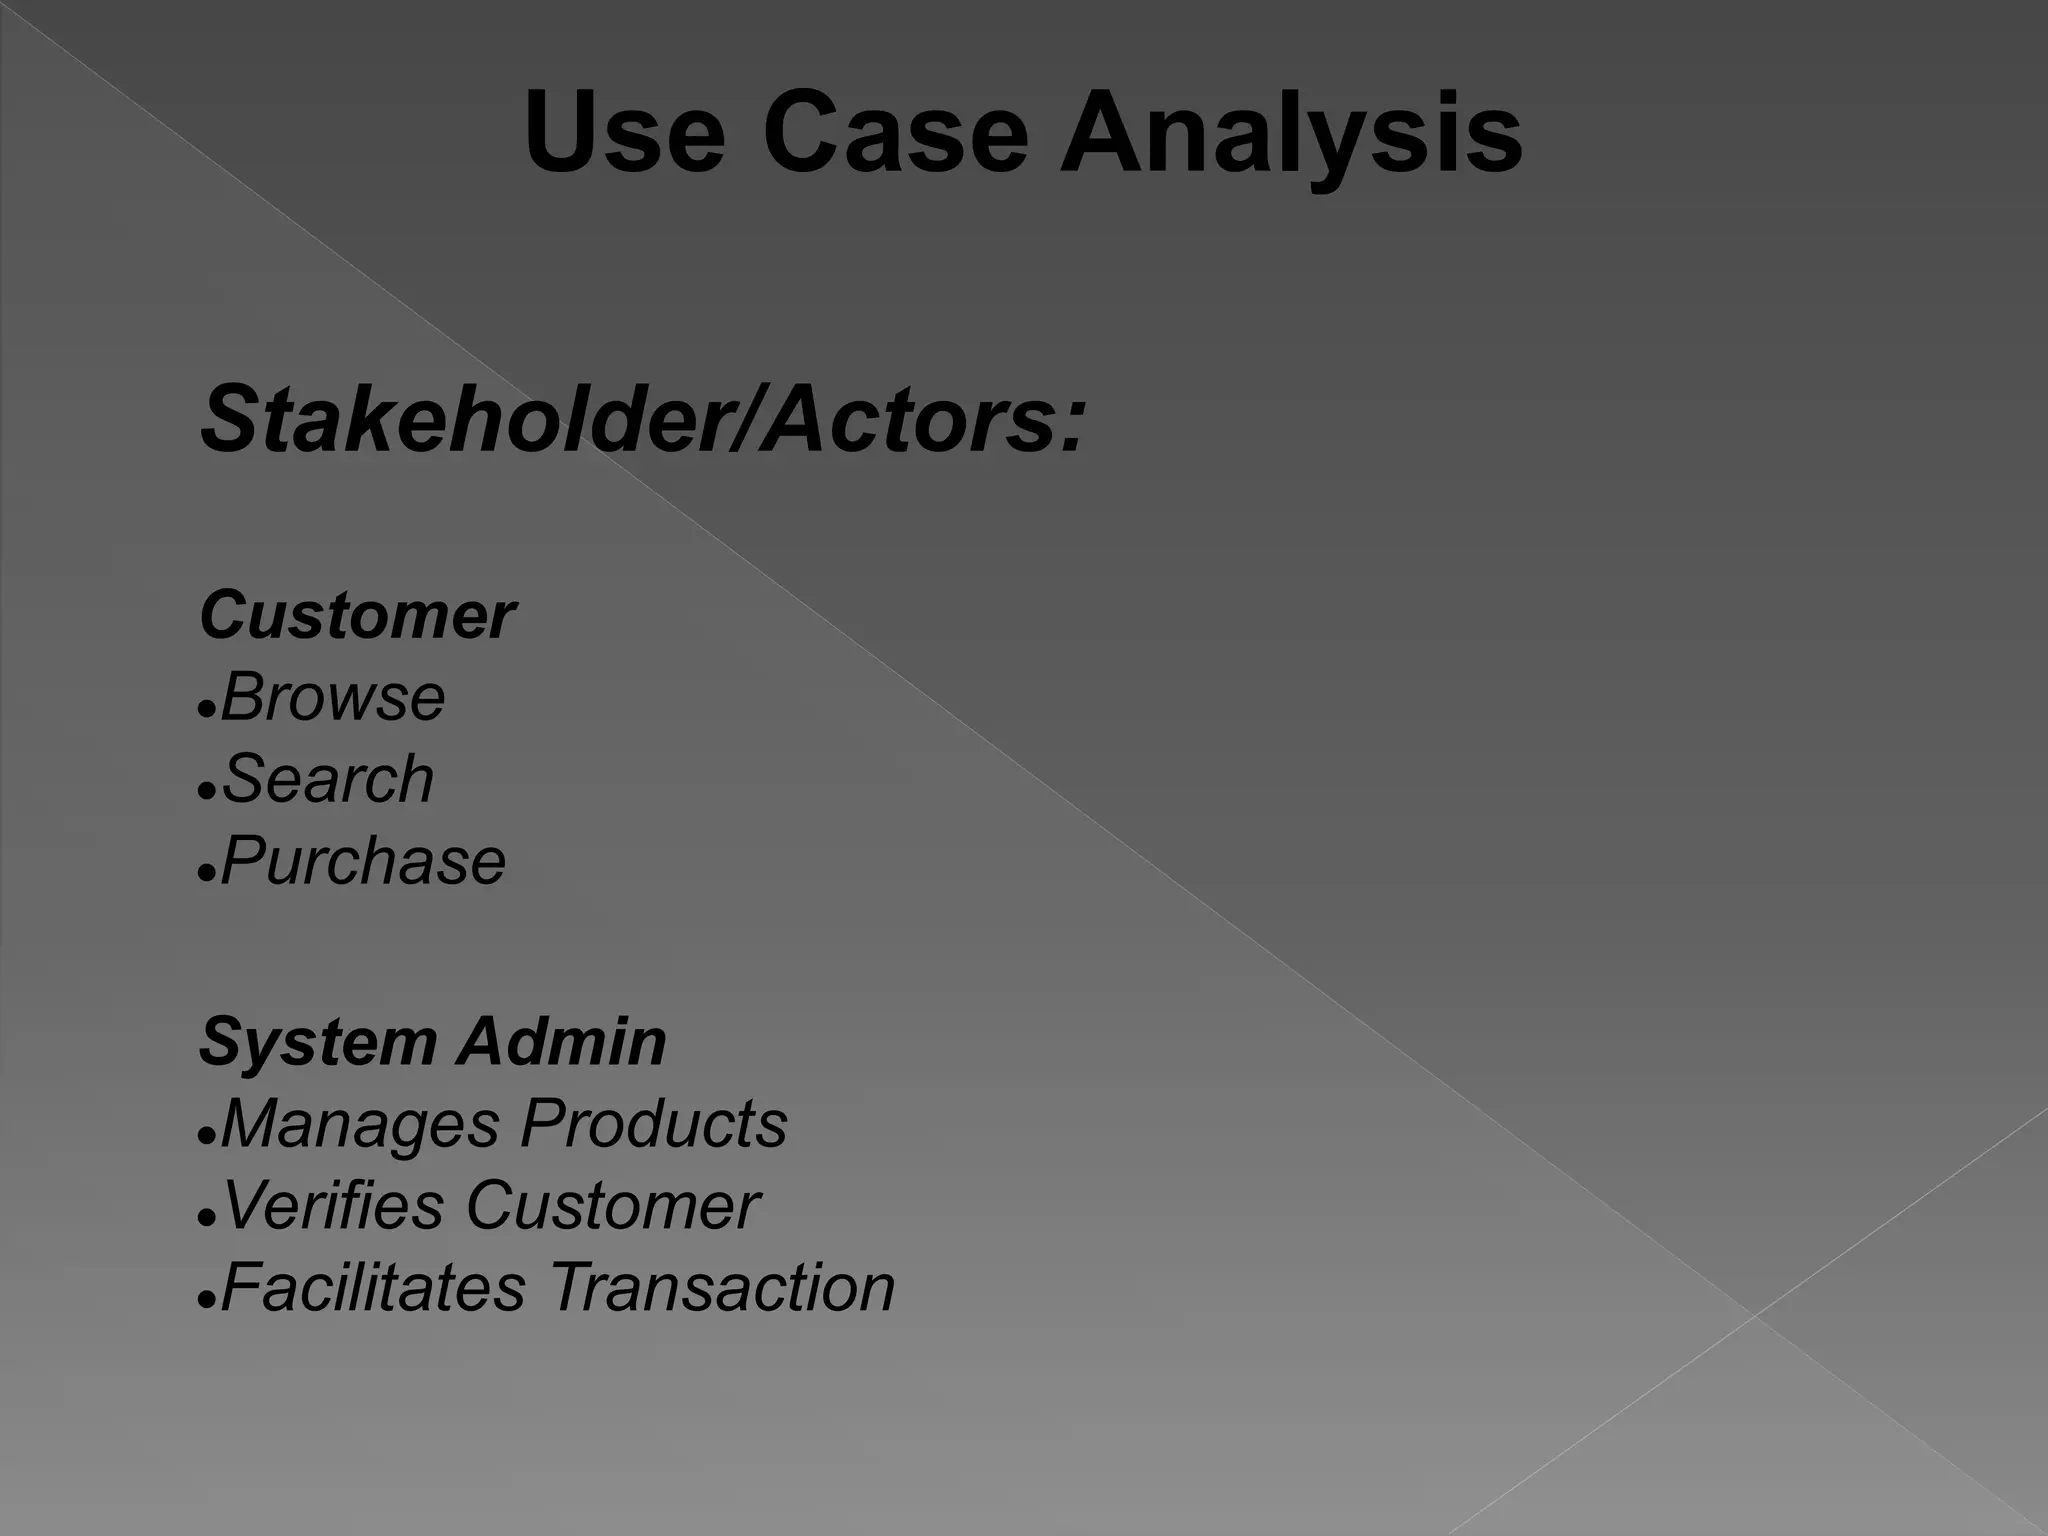 Use Case Analysis
Stakeholder/Actors:
Customer
●Browse
●Search
●Purchase
System Admin
●Manages Products
●Verifies Customer
●Facilitates Transaction